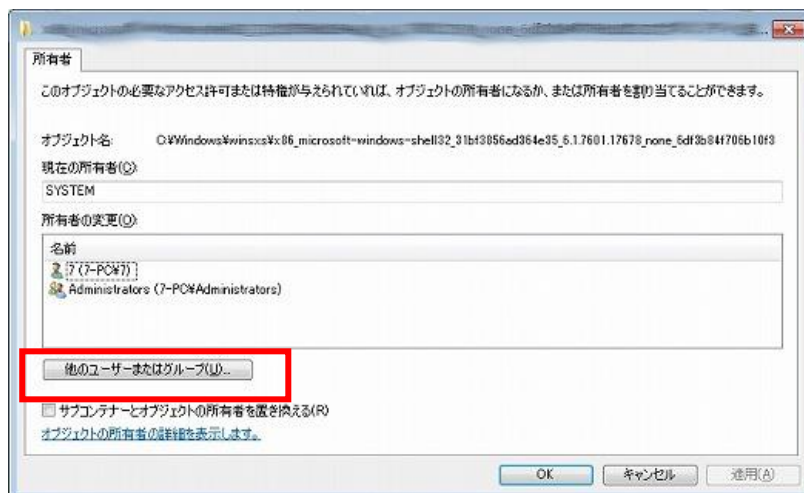 所有者
このオブジェクトの必要なアクセス許可または特権が与えられていれば、オブジェクトの所有者になるか、または所有者を割り当てることができます。
オブジェクト名: C:¥Windows¥winsxs¥x86_microsoft-windows-shell32_31bf3856ad364e35_6.1.7601.17678_none_6df3b84f706b10f3
現在の所有者(C):
SYSTEM
所有者の変更(O):
名前
7 (7-PC¥7)
Administrators (7-PC¥Administrators)
他のユーザーまたはグループ(U)...
サブコンテナーとオブジェクトの所有者を置き換える(R)
オブジェクトの所有者の詳細を表示します。
OK キャンセル 適用(A)